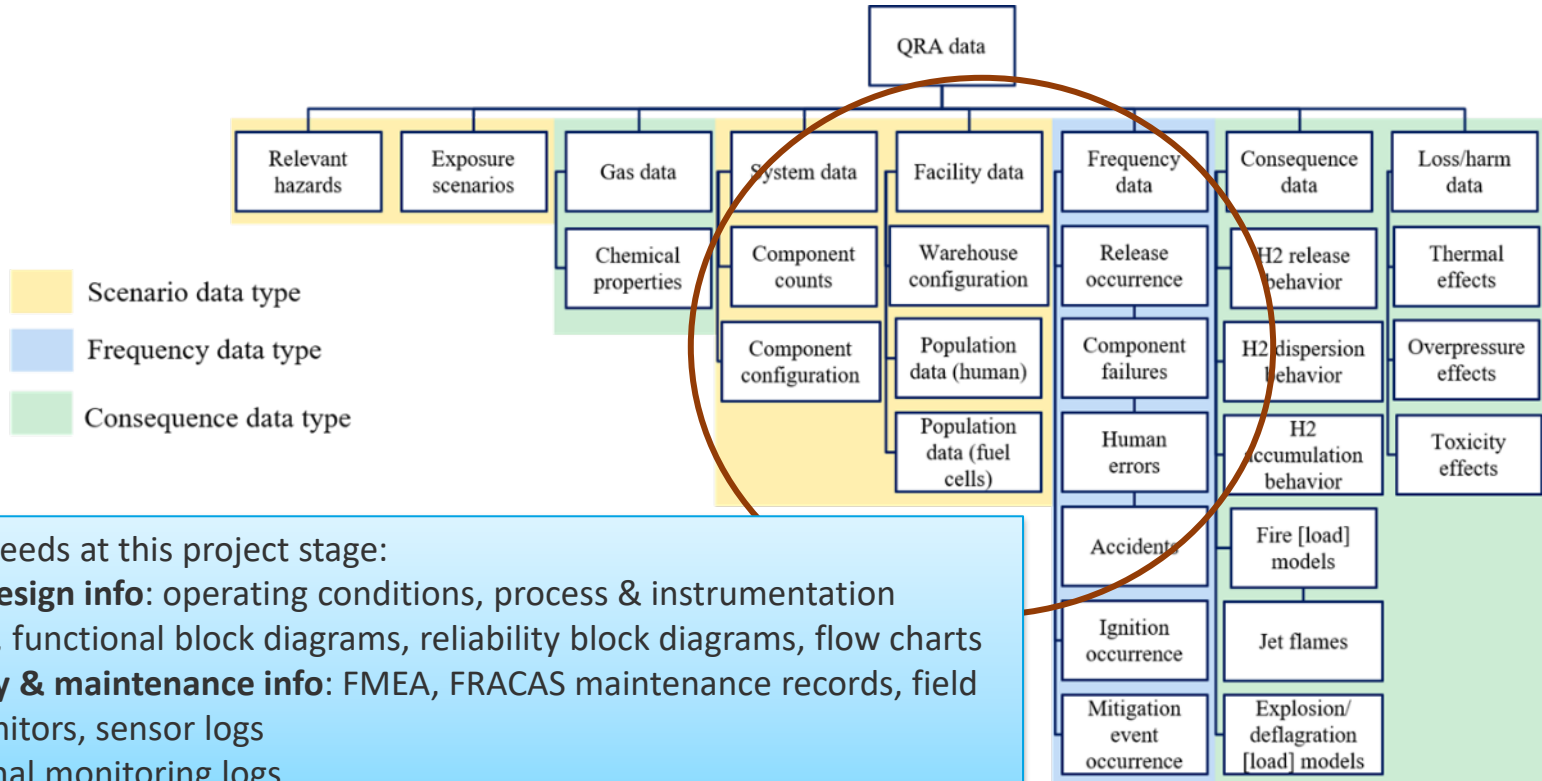 QRA data
Relevant
hazards
Exposure
scenarios
Gas data
System data
Facility data
Frequency
data
Consequence
data
Loss/harm
data
Chemical
properties
Component
counts
Warehouse
configuration
Release
occurrence
H2 release
behavior
Thermal
effects
Scenario data type
Frequency data type
Consequence data type
Component
configuration
Population
data (human)
Component
failures
H2 dispersion
behavior
Overpressure
effects
Population
data (fuel
cells)
Human
errors
H2
accumulation
behavior
Toxicity
effects
Accidents
Fire [load]
models
Ignition
occurrence
Jet flames
Mitigation
event
occurrence
Explosion/
deflagration
[load] models
eeds at this project stage:
esign info: operating conditions, process & instrumentation
, functional block diagrams, reliability block diagrams, flow charts
y & maintenance info: FMEA, FRACAS maintenance records, field
nitors, sensor logs
nal monitoring logs